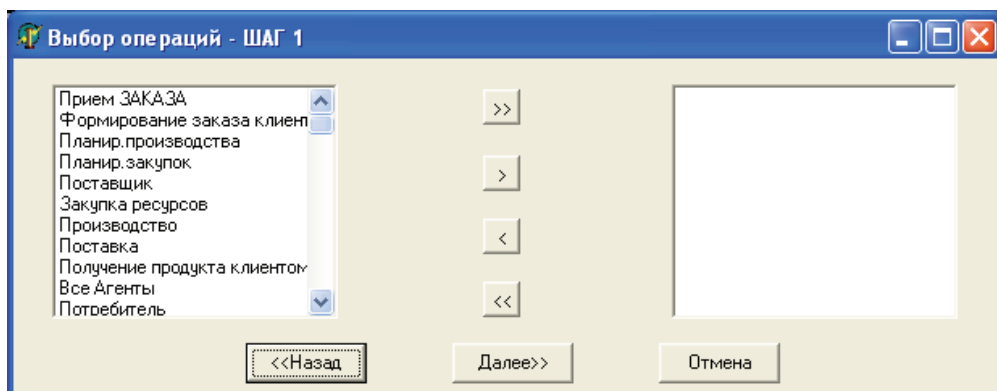 Выбор операций - ШАГ 1
Прием ЗАКАЗА
Формирование заказа клиент
Планир.производства
Планир.закупок
Поставщик
Закупка ресурсов
Производство
Поставка
Получение продукта клиентом
Все Агенты
Потребитель
>>
>
<
<<
<<Назад
Далее>>
Отмена